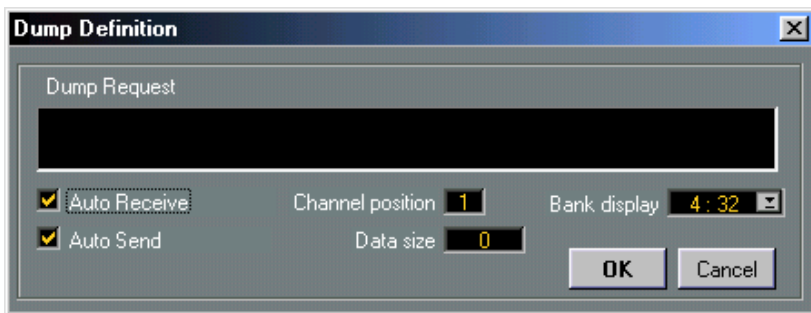 Dump Definition
Dump Request
Auto Receive Channel position 1 Bank display 4 : 32
Auto Send Data size 0
OK Cancel